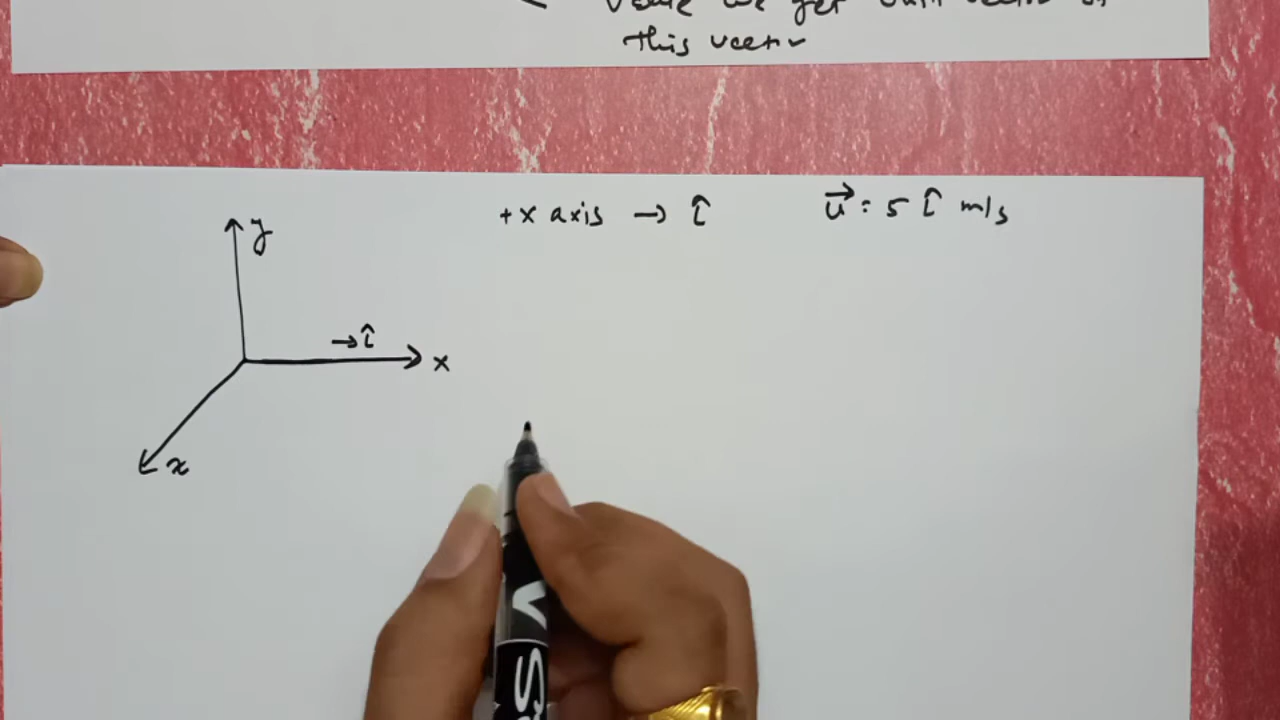 this vector
+x axis → î u⃗ = 5 î m/s
y
→ î
x
x
V